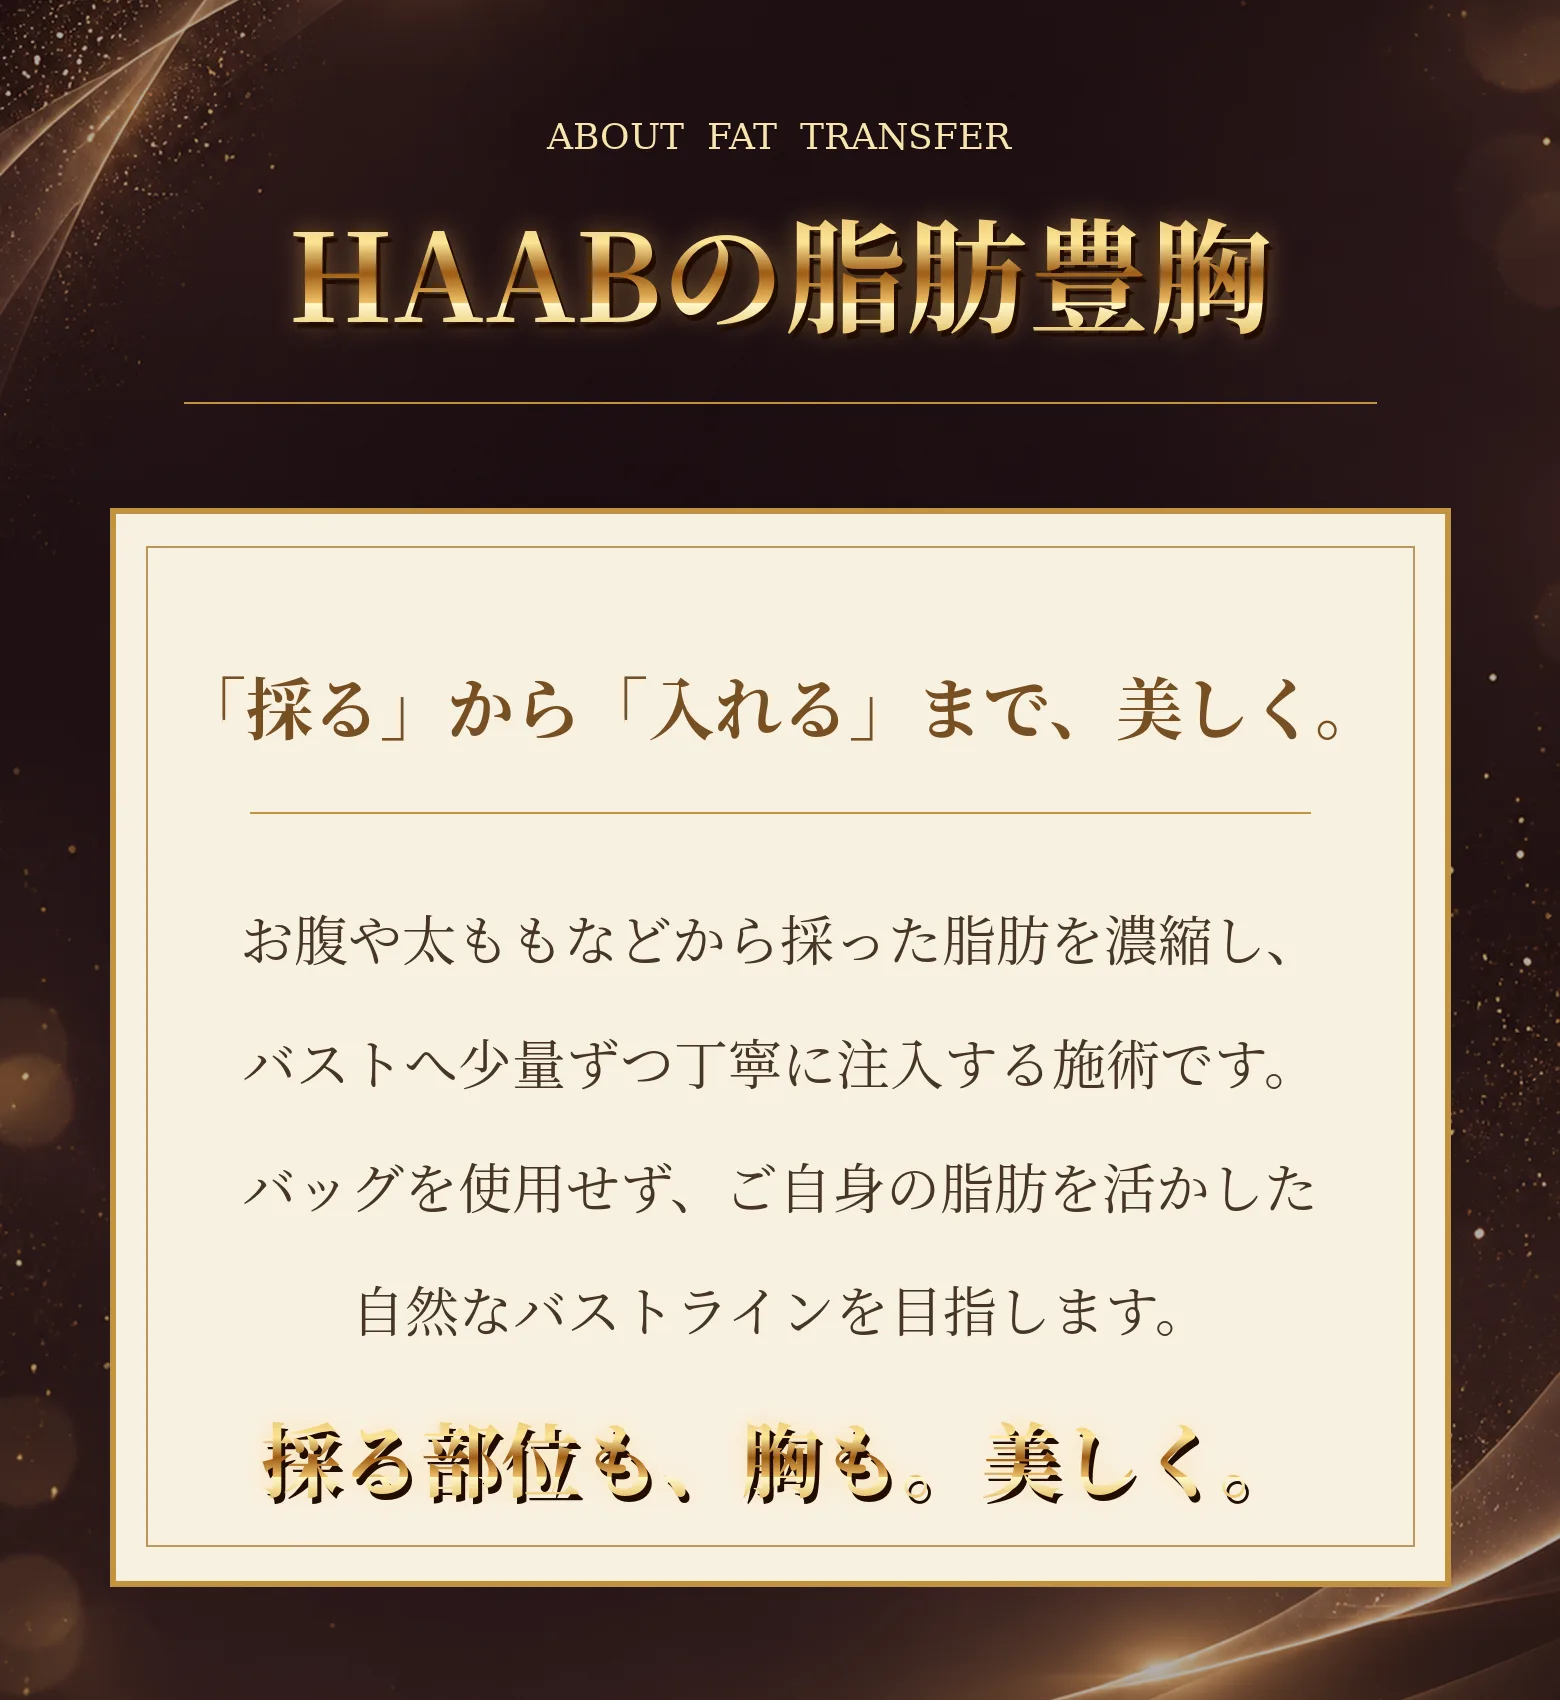 ABOUT FAT TRANSFER
HAABの脂肪豊胸
「採る」から「入れる」まで、美しく。
お腹や太ももなどから採った脂肪を濃縮し、
バストへ少量ずつ丁寧に注入する施術です。
バッグを使用せず、ご自身の脂肪を活かした
自然なバストラインを目指します。
採る部位も、胸も。美しく。